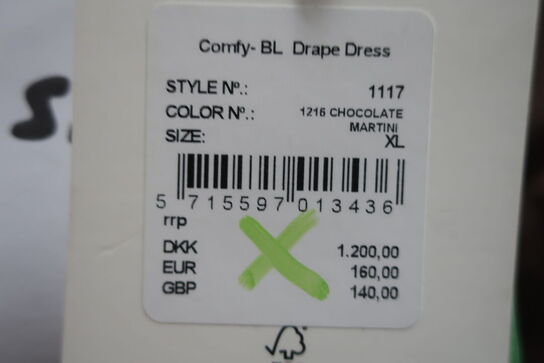 Comfy- BL Drape Dress
STYLE Nº.: 1117
COLOR Nº.: 1216 CHOCOLATE MARTINI
SIZE: XL
5 715597 013436
rrp
DKK 1.200,00
EUR 160,00
GBP 140,00